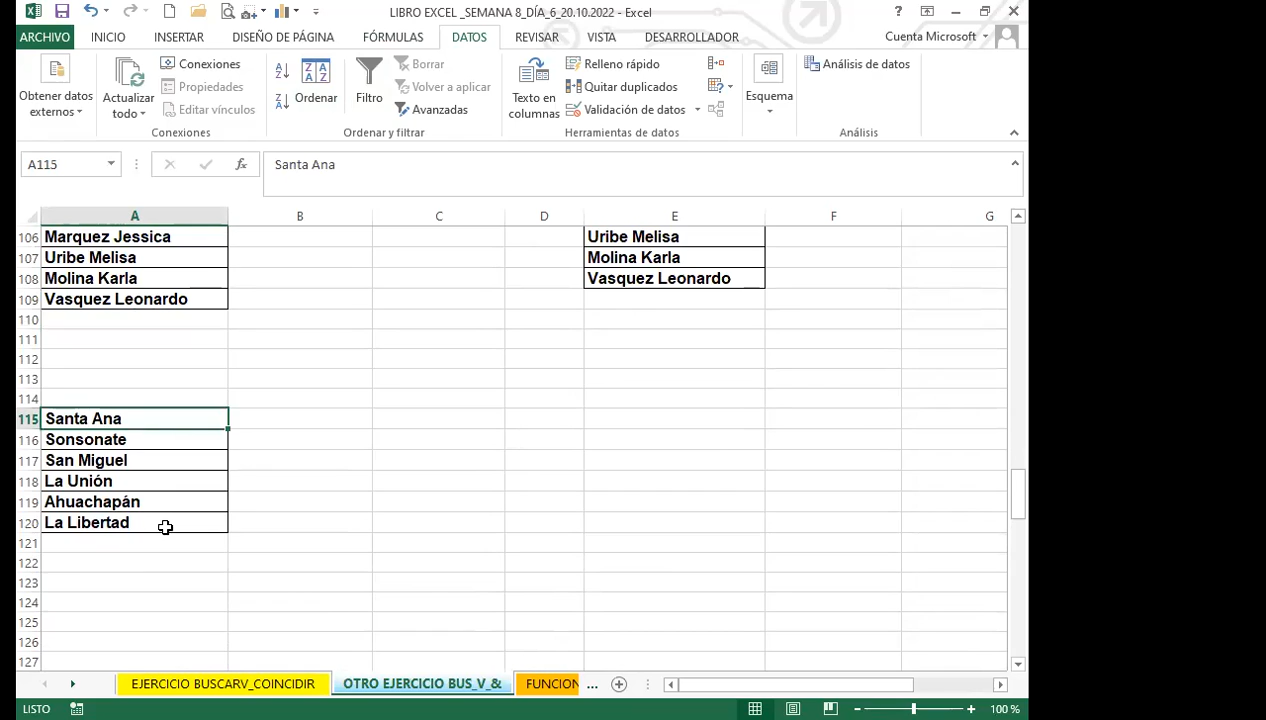 LIBRO EXCEL_SEMANA 8_DÍA_6_20.10.2022 - Excel
ARCHIVO INICIO INSERTAR DISEÑO DE PÁGINA FÓRMULAS DATOS REVISAR VISTA DESARROLLADOR Cuenta Microsoft
Obtener datos externos
Actualizar todo
Conexiones
Propiedades
Editar vínculos
Conexiones
Ordenar
Filtro
Borrar
Volver a aplicar
Avanzadas
Ordenar y filtrar
Texto en columnas
Relleno rápido
Quitar duplicados
Validación de datos
Herramientas de datos
Esquema
Análisis de datos
Análisis
A115 fx Santa Ana
A B C D E F G
106 Marquez Jessica Uribe Melisa
107 Uribe Melisa Molina Karla
108 Molina Karla Vasquez Leonardo
109 Vasquez Leonardo
110
111
112
113
114
115 Santa Ana
116 Sonsonate
117 San Miguel
118 La Unión
119 Ahuachapán
120 La Libertad
121
122
123
124
125
126
127
EJERCICIO BUSCARV_COINCIDIR OTRO EJERCICIO BUS_V_& FUNCION ...
LISTO 100 %